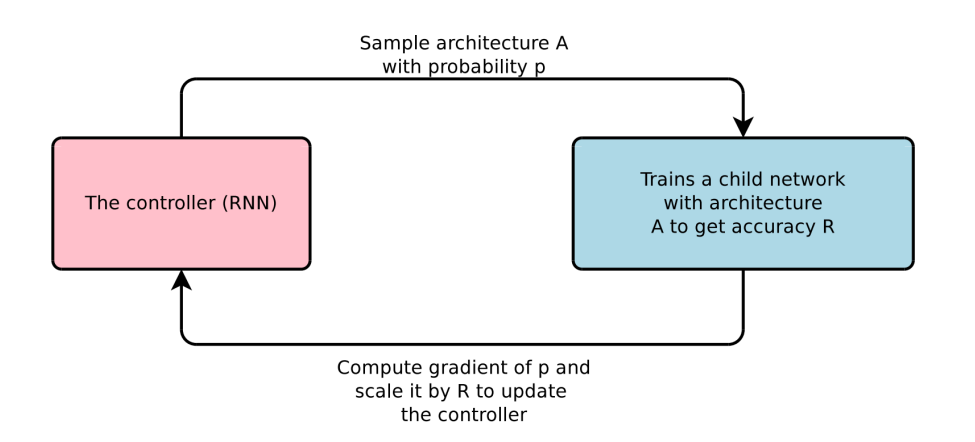 Sample architecture A
with probability p
The controller (RNN)
Trains a child network
with architecture
A to get accuracy R
Compute gradient of p and
scale it by R to update
the controller